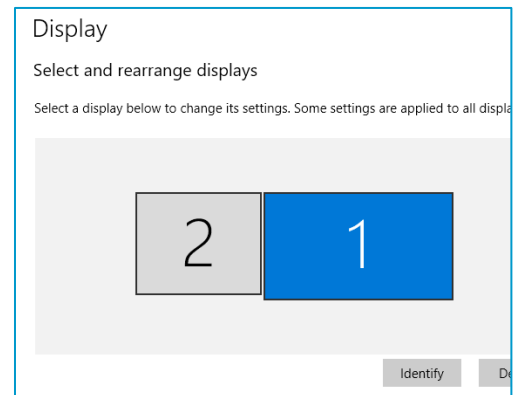 Display
Select and rearrange displays
Select a display below to change its settings. Some settings are applied to all displa
2 1
Identify De